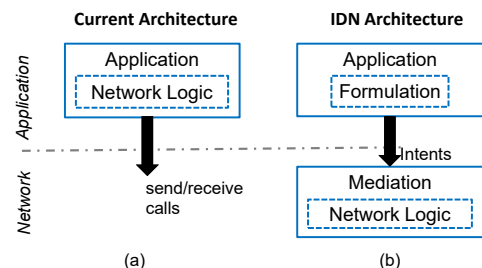 Current Architecture
IDN Architecture
Application
Application
Application
Network Logic
Formulation
Intents
Network
send/receive
calls
Mediation
Network Logic
(a)
(b)